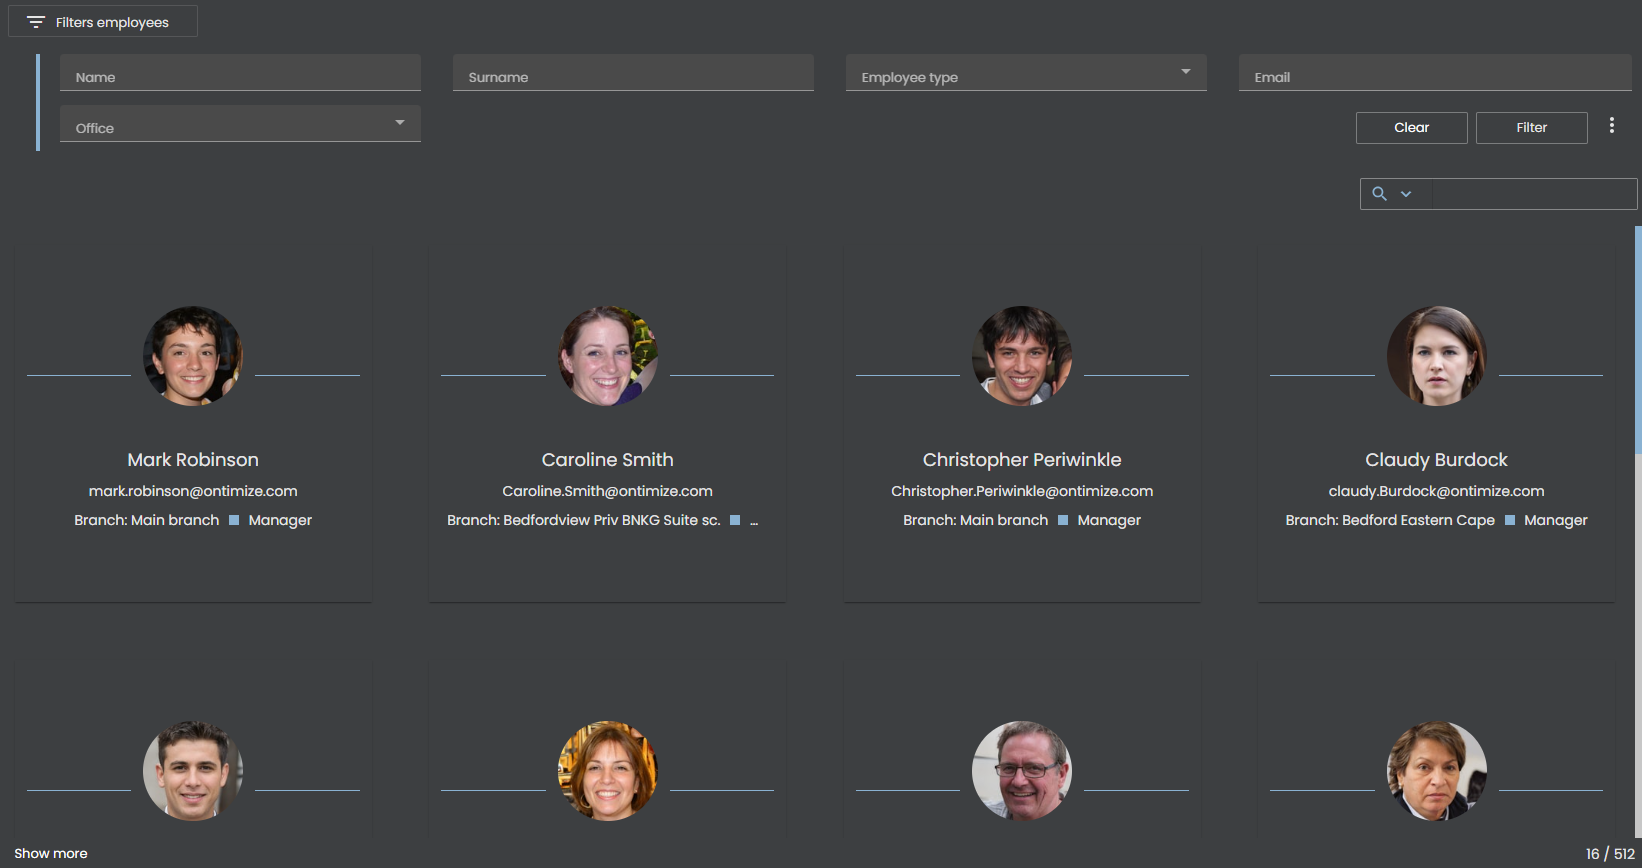 Filters employees
Name
Surname
Employee type
Email
Office
Clear
Filter
Mark Robinson
mark.robinson@ontimize.com
Branch: Main branch Manager
Caroline Smith
Caroline.Smith@ontimize.com
Branch: Bedfordview Priv BNKG Suite sc. ...
Christopher Periwinkle
Christopher.Periwinkle@ontimize.com
Branch: Main branch Manager
Claudy Burdock
claudy.Burdock@ontimize.com
Branch: Bedford Eastern Cape Manager
Show more
16 / 512